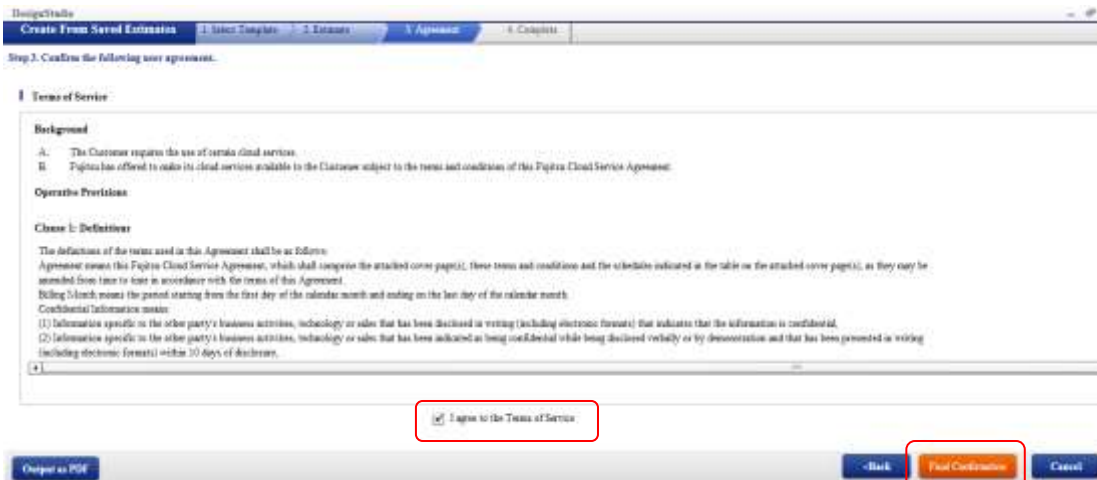 DesignStudio
Create From Saved Estimates 1. Select Template 2. Estimate 3. Agreement 4. Complete
Step 3. Confirm the following user agreement.
Terms of Service
Background
A. The Customer requires the use of certain cloud services.
B. Fujitsu has offered to make its cloud services available to the Customer subject to the terms and conditions of this Fujitsu Cloud Service Agreement.
Operative Provisions
Clause 1: Definitions
The definitions of the terms used in this Agreement shall be as follows:
Agreement means this Fujitsu Cloud Service Agreement, which shall comprise the attached cover page(s), these terms and conditions and the schedules indicated in the table on the attached cover page(s), as they may be
amended from time to time in accordance with the terms of this Agreement.
Billing Month means the period starting from the first day of the calendar month and ending on the last day of the calendar month.
Confidential Information means:
(1) Information specific to the other party's business activities, technology or sales that has been disclosed in writing (including electronic formats) that indicates that the information is confidential,
(2) Information specific to the other party's business activities, technology or sales that has been indicated as being confidential while being disclosed verbally or by demonstration and that has been presented in writing
(including electronic formats) within 10 days of disclosure,
I agree to the Terms of Service
Output as PDF <Back Final Confirmation Cancel